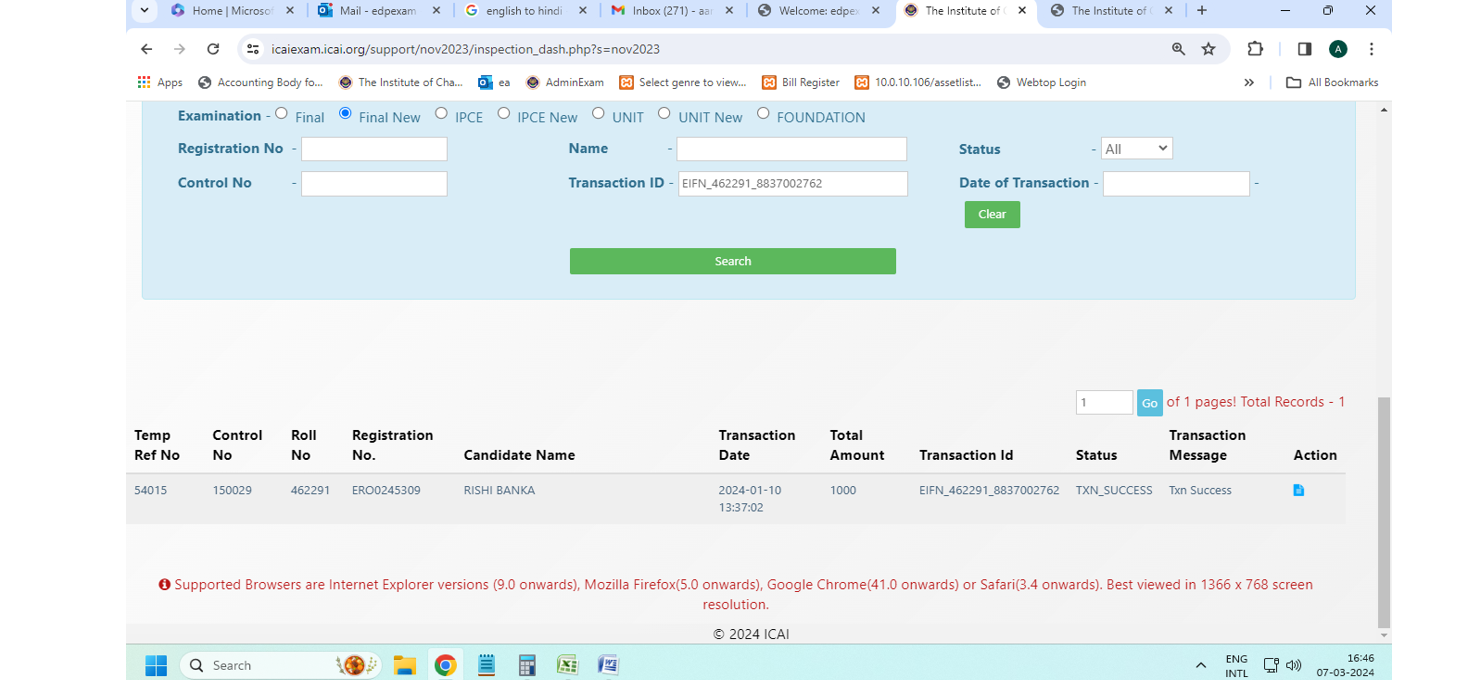 Home | Microsof
Mail - edpexam
english to hindi
Inbox (271) - aar
Welcome: edpex
The Institute of C
The Institute of C
icaiexam.icai.org/support/nov2023/inspection_dash.php?s=nov2023
A
Apps
Accounting Body fo...
The Institute of Cha...
ea
AdminExam
Select genre to view...
Bill Register
10.0.10.106/assetlist...
Webtop Login
»
All Bookmarks
Examination - Final Final New IPCE IPCE New UNIT UNIT New FOUNDATION
Registration No - Name - Status - All
Control No - Transaction ID - EIFN_462291_8837002762 Date of Transaction - -
Clear
Search
1 Go of 1 pages! Total Records - 1
Temp Ref No
Control No
Roll No
Registration No.
Candidate Name
Transaction Date
Total Amount
Transaction Id
Status
Transaction Message
Action
54015 150029 462291 ERO0245309 RISHI BANKA 2024-01-10 1000 EIFN_462291_8837002762 TXN_SUCCESS Txn Success
13:37:02
Supported Browsers are Internet Explorer versions (9.0 onwards), Mozilla Firefox(5.0 onwards), Google Chrome(41.0 onwards) or Safari(3.4 onwards). Best viewed in 1366 x 768 screen
resolution.
© 2024 ICAI
Search
ENG
INTL
16:46
07-03-2024